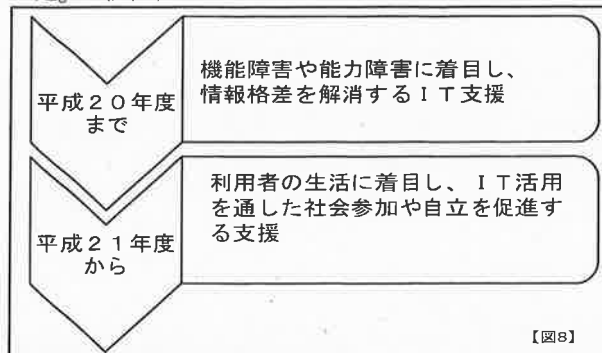 平成２０年度
まで
機能障害や能力障害に着目し、
情報格差を解消するＩＴ支援
平成２１年度
から
利用者の生活に着目し、ＩＴ活用
を通した社会参加や自立を促進す
る支援
【図8】